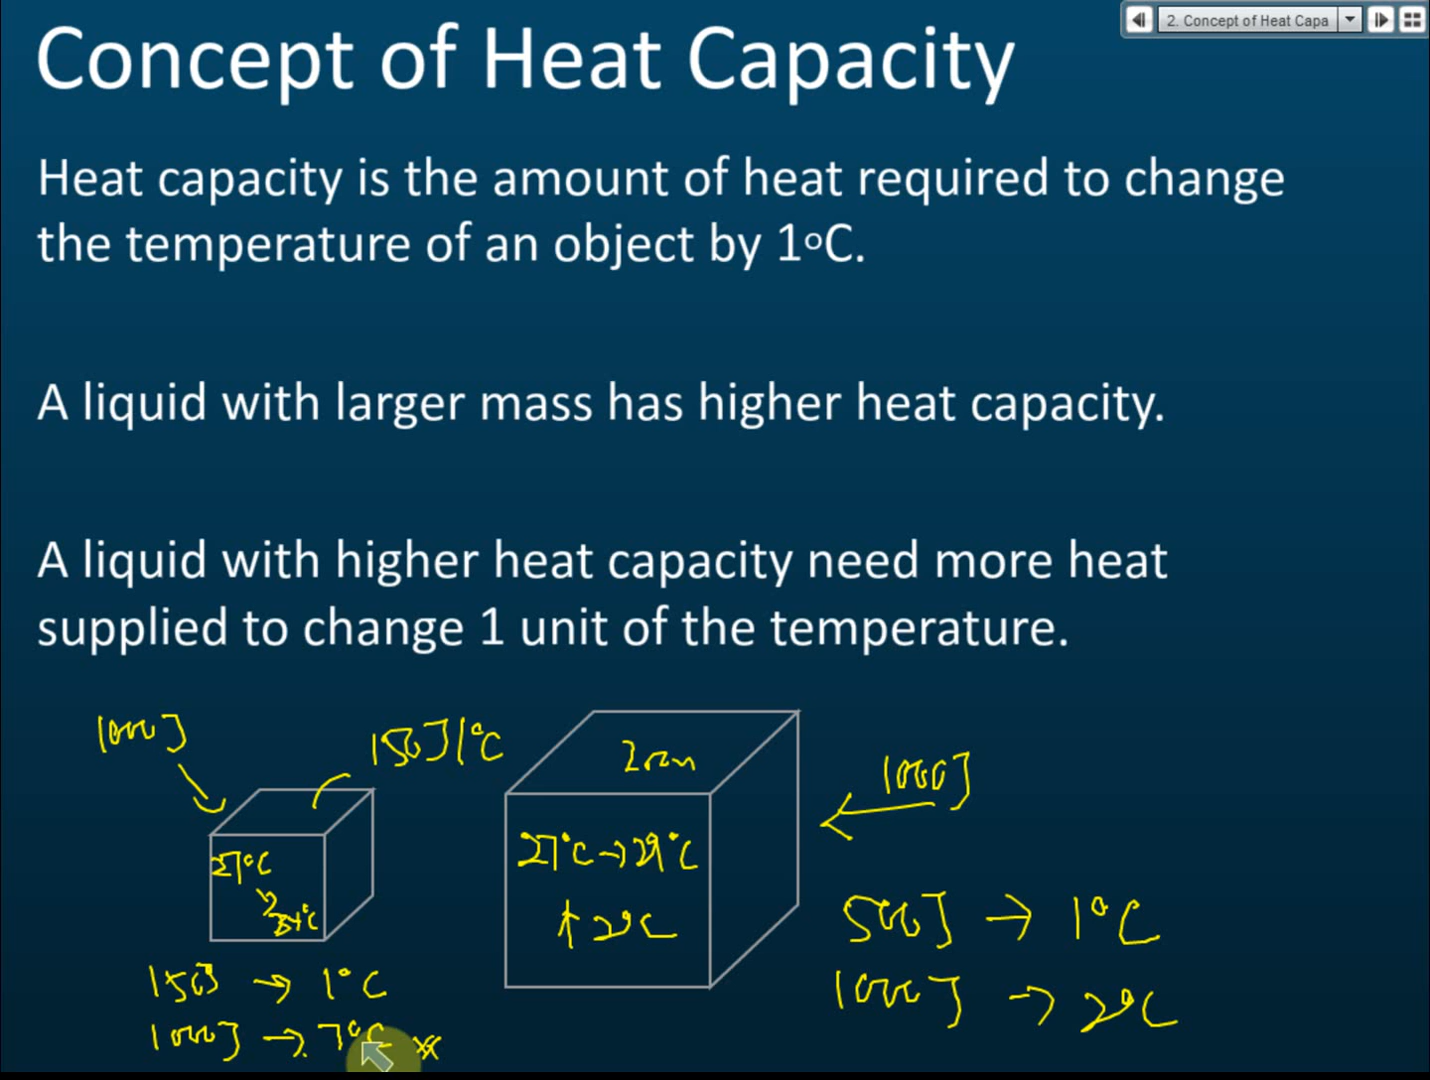 2. Concept of Heat Capa
Concept of Heat Capacity
Heat capacity is the amount of heat required to change
the temperature of an object by 1°C.
A liquid with larger mass has higher heat capacity.
A liquid with higher heat capacity need more heat
supplied to change 1 unit of the temperature.
1000J
150J/°C
27°C
34°C
150J → 1°C
1000J → 7°C
27°C → 29°C
↑ 2°C
1000J
500J → 1°C
1000J → 2°C